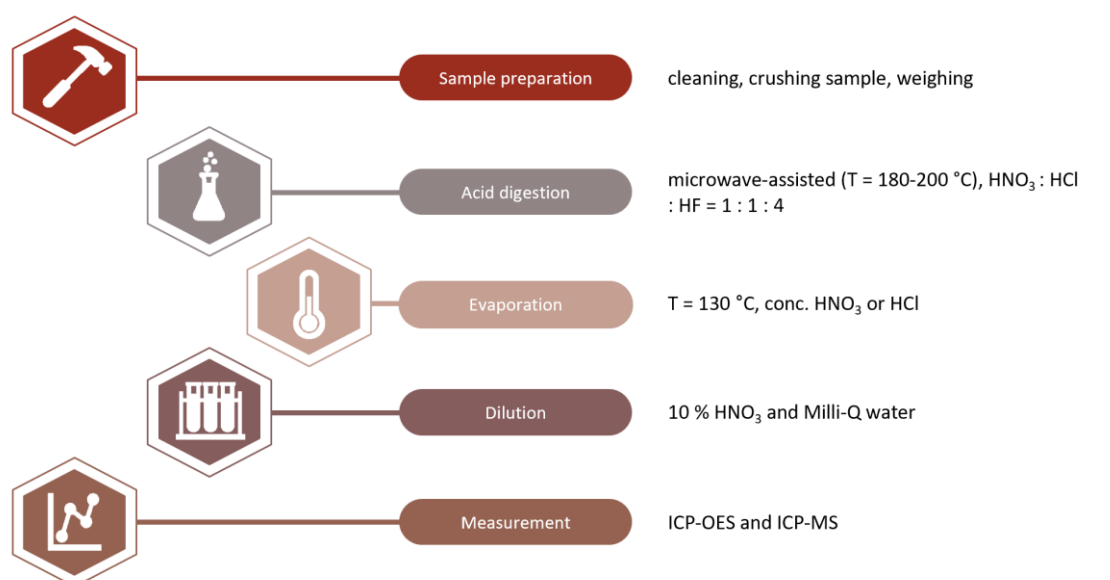 Sample preparation
cleaning, crushing sample, weighing
Acid digestion
microwave-assisted (T = 180-200 °C), HNO₃ : HCl
: HF = 1 : 1 : 4
Evaporation
T = 130 °C, conc. HNO₃ or HCl
Dilution
10 % HNO₃ and Milli-Q water
Measurement
ICP-OES and ICP-MS